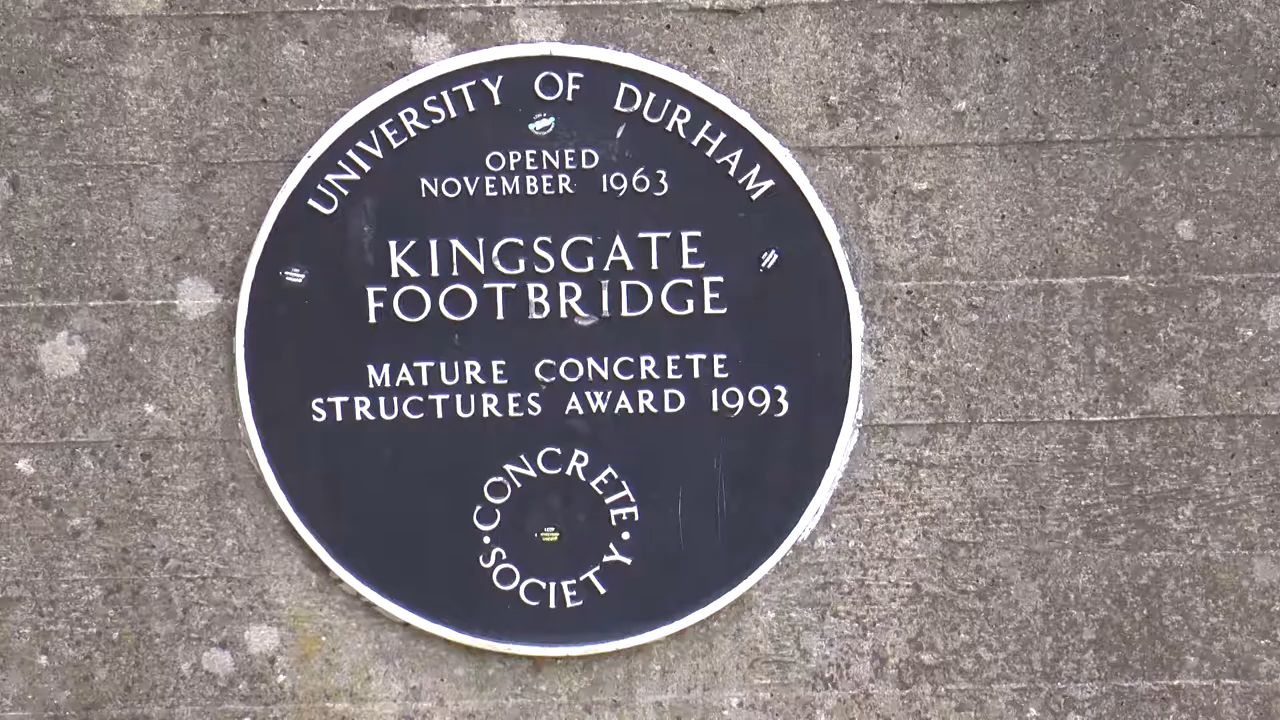 UNIVERSITY OF DURHAM
OPENED
NOVEMBER 1963
KINGSGATE
FOOTBRIDGE
MATURE CONCRETE
STRUCTURES AWARD 1993
·CONCRETE·
SOCIETY